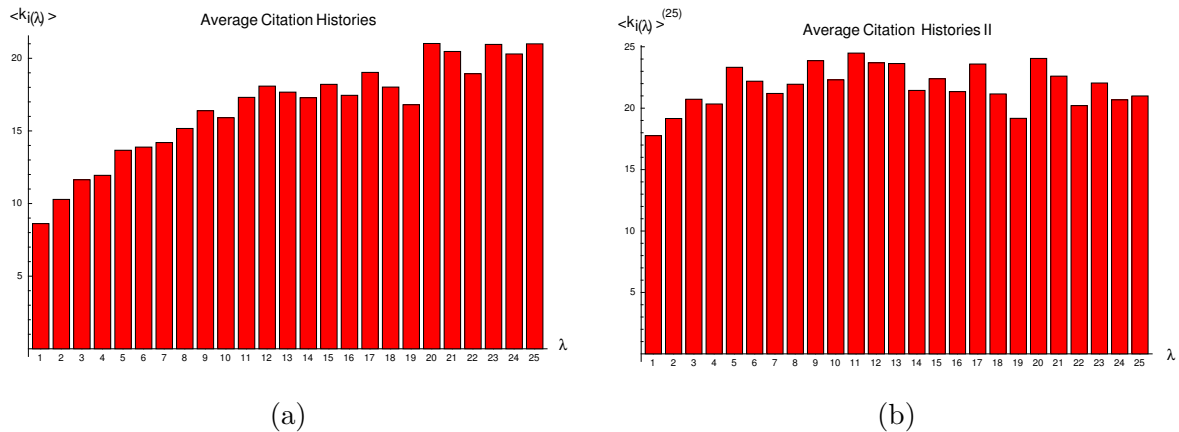 <k i(λ) >
Average Citation Histories
20
15
10
5
1 2 3 4 5 6 7 8 9 10 11 12 13 14 15 16 17 18 19 20 21 22 23 24 25
λ
(a)
<k i(λ) >(25)
Average Citation Histories II
25
20
15
10
5
1 2 3 4 5 6 7 8 9 10 11 12 13 14 15 16 17 18 19 20 21 22 23 24 25
λ
(b)